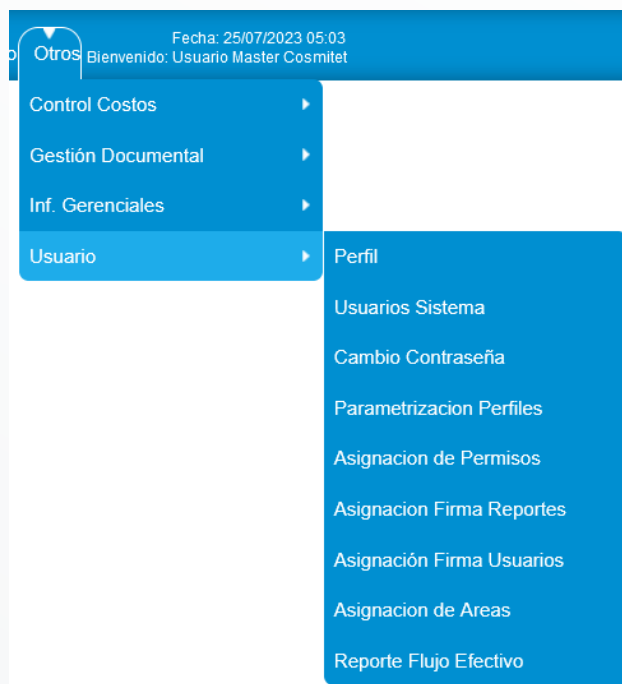 Fecha: 25/07/2023 05:03
o Otros Bienvenido: Usuario Master Cosmitet
Control Costos
Gestión Documental
Inf. Gerenciales
Usuario
Perfil
Usuarios Sistema
Cambio Contraseña
Parametrizacion Perfiles
Asignacion de Permisos
Asignacion Firma Reportes
Asignación Firma Usuarios
Asignacion de Areas
Reporte Flujo Efectivo